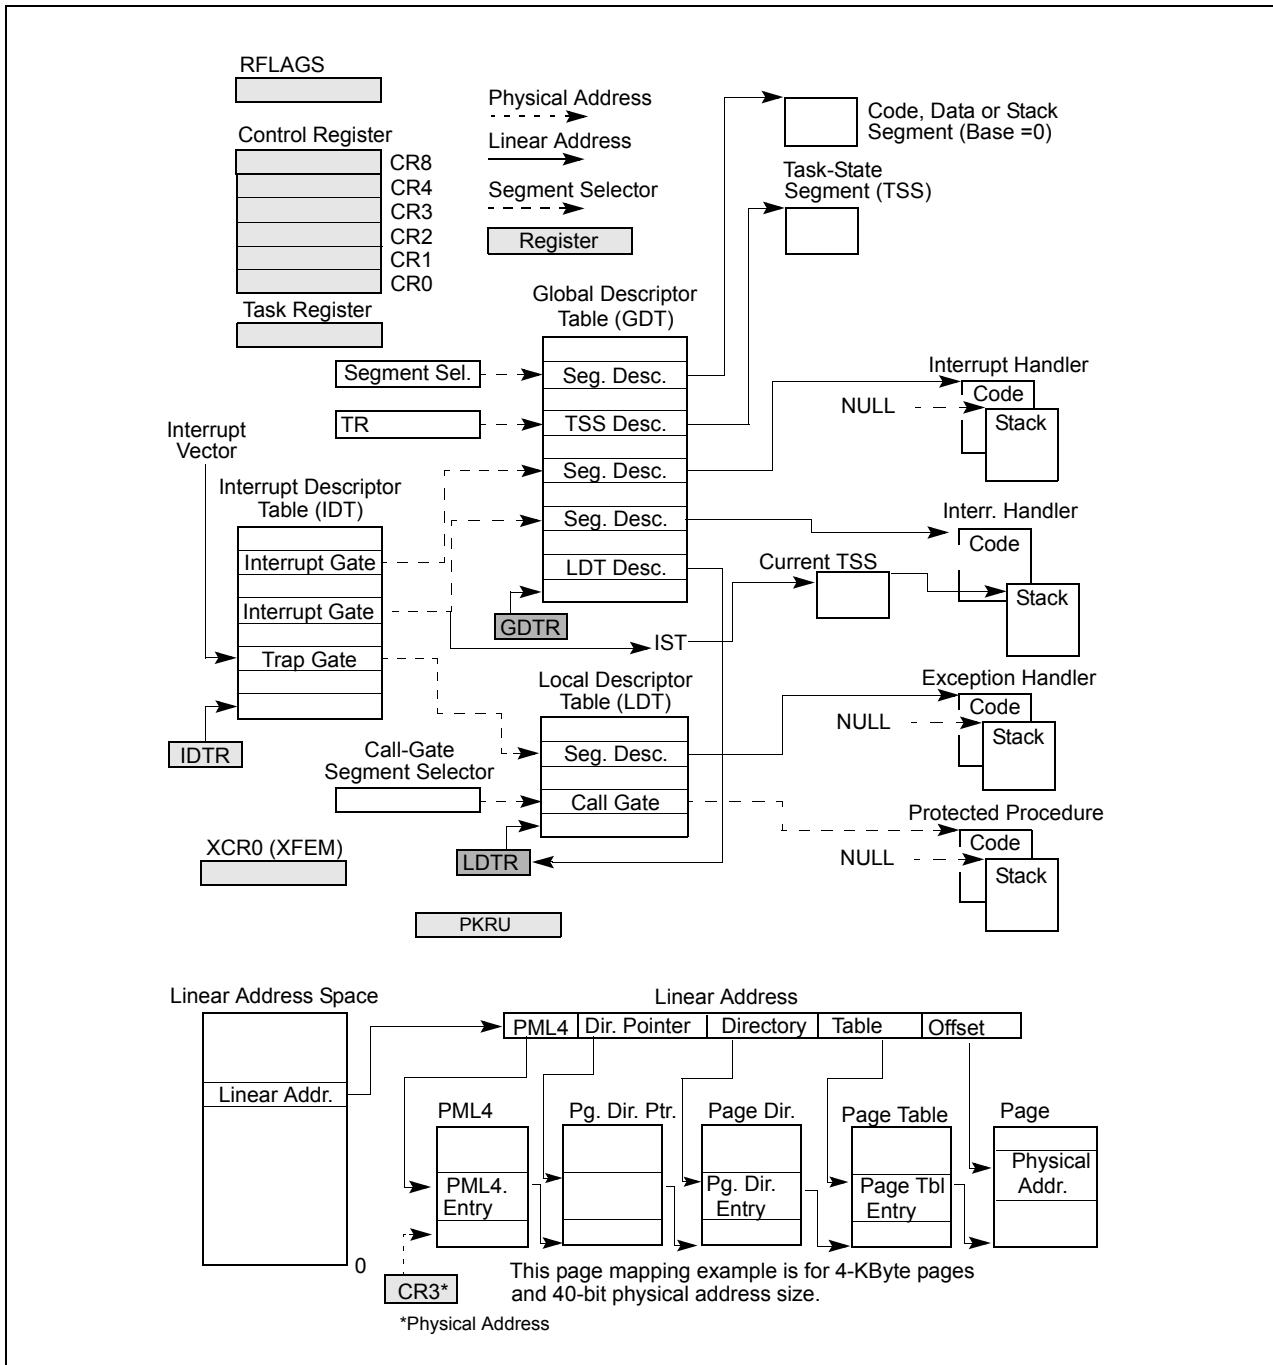 RFLAGS
Control Register
CR8
CR4
CR3
CR2
CR1
CR0
Task Register
Physical Address
Linear Address
Segment Selector
Register
Code, Data or Stack
Segment (Base =0)
Task-State
Segment (TSS)
Global Descriptor
Table (GDT)
Segment Sel.
Seg. Desc.
TR
TSS Desc.
Seg. Desc.
Seg. Desc.
LDT Desc.
GDTR
Interrupt Handler
Code
NULL
Stack
Interrupt
Vector
Interrupt Descriptor
Table (IDT)
Interrupt Gate
Interrupt Gate
Trap Gate
IDTR
Interr. Handler
Code
Current TSS
Stack
IST
Local Descriptor
Table (LDT)
Seg. Desc.
Call Gate
Call-Gate
Segment Selector
LDTR
Exception Handler
Code
NULL
Stack
Protected Procedure
Code
NULL
Stack
XCR0 (XFEM)
PKRU
Linear Address Space
Linear Addr.
0
Linear Address
PML4
Dir. Pointer
Directory
Table
Offset
PML4
Pg. Dir. Ptr.
Page Dir.
Page Table
Page
PML4.
Entry
Pg. Dir.
Entry
Page Tbl
Entry
Physical
Addr.
CR3*
*Physical Address
This page mapping example is for 4-KByte pages
and 40-bit physical address size.